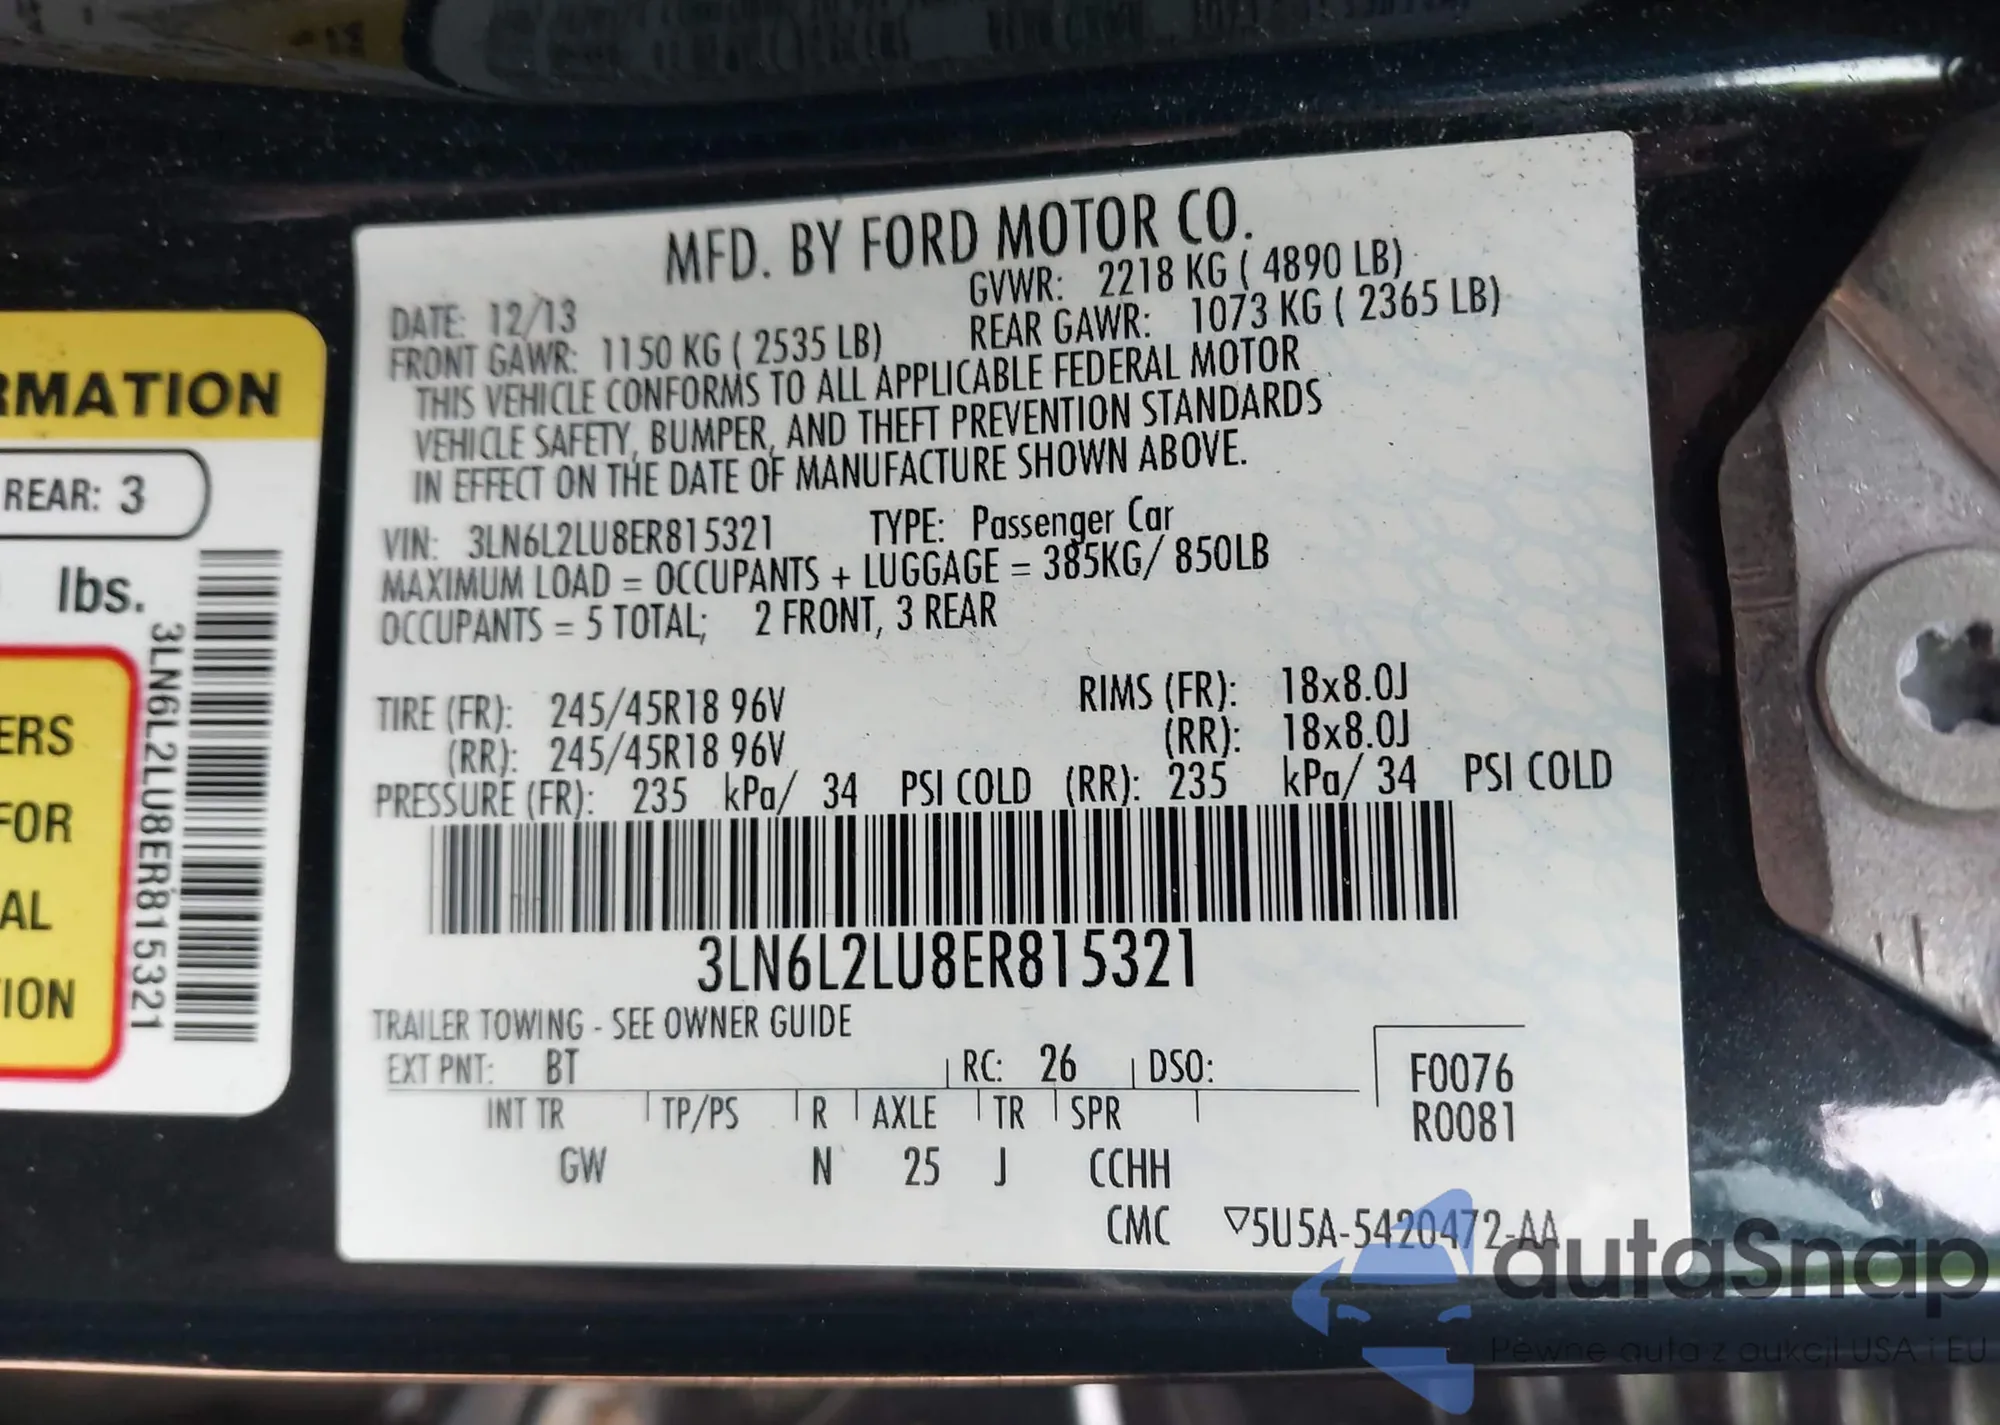 RMATION
REAR: 3
lbs.
ERS
FOR
AL
ION
3LN6L2LU8ER815321
MFD. BY FORD MOTOR CO.
DATE: 12/13 GVWR: 2218 KG ( 4890 LB)
FRONT GAWR: 1150 KG ( 2535 LB) REAR GAWR: 1073 KG ( 2365 LB)
THIS VEHICLE CONFORMS TO ALL APPLICABLE FEDERAL MOTOR
VEHICLE SAFETY, BUMPER, AND THEFT PREVENTION STANDARDS
IN EFFECT ON THE DATE OF MANUFACTURE SHOWN ABOVE.
VIN: 3LN6L2LU8ER815321 TYPE: Passenger Car
MAXIMUM LOAD = OCCUPANTS + LUGGAGE = 385KG/ 850LB
OCCUPANTS = 5 TOTAL; 2 FRONT, 3 REAR
TIRE (FR): 245/45R18 96V RIMS (FR): 18x8.0J
(RR): 245/45R18 96V (RR): 18x8.0J
PRESSURE (FR): 235 kPa/ 34 PSI COLD (RR): 235 kPa/ 34 PSI COLD
3LN6L2LU8ER815321
TRAILER TOWING - SEE OWNER GUIDE
EXT PNT: BT RC: 26 DSO: F0076
INT TR TP/PS R AXLE TR SPR R0081
GW N 25 J CCHH
CMC ▽5U5A-5420472-AA
autoSnap
Pewne auta z aukcji USA i EU